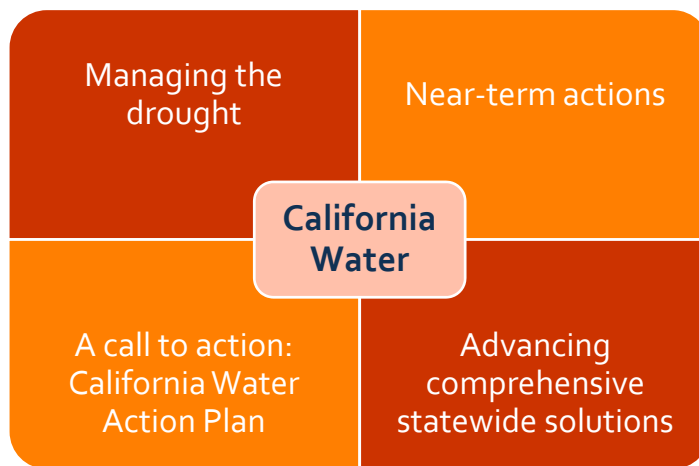 Managing the
drought
Near-term actions
California
Water
A call to action:
California Water
Action Plan
Advancing
comprehensive
statewide solutions